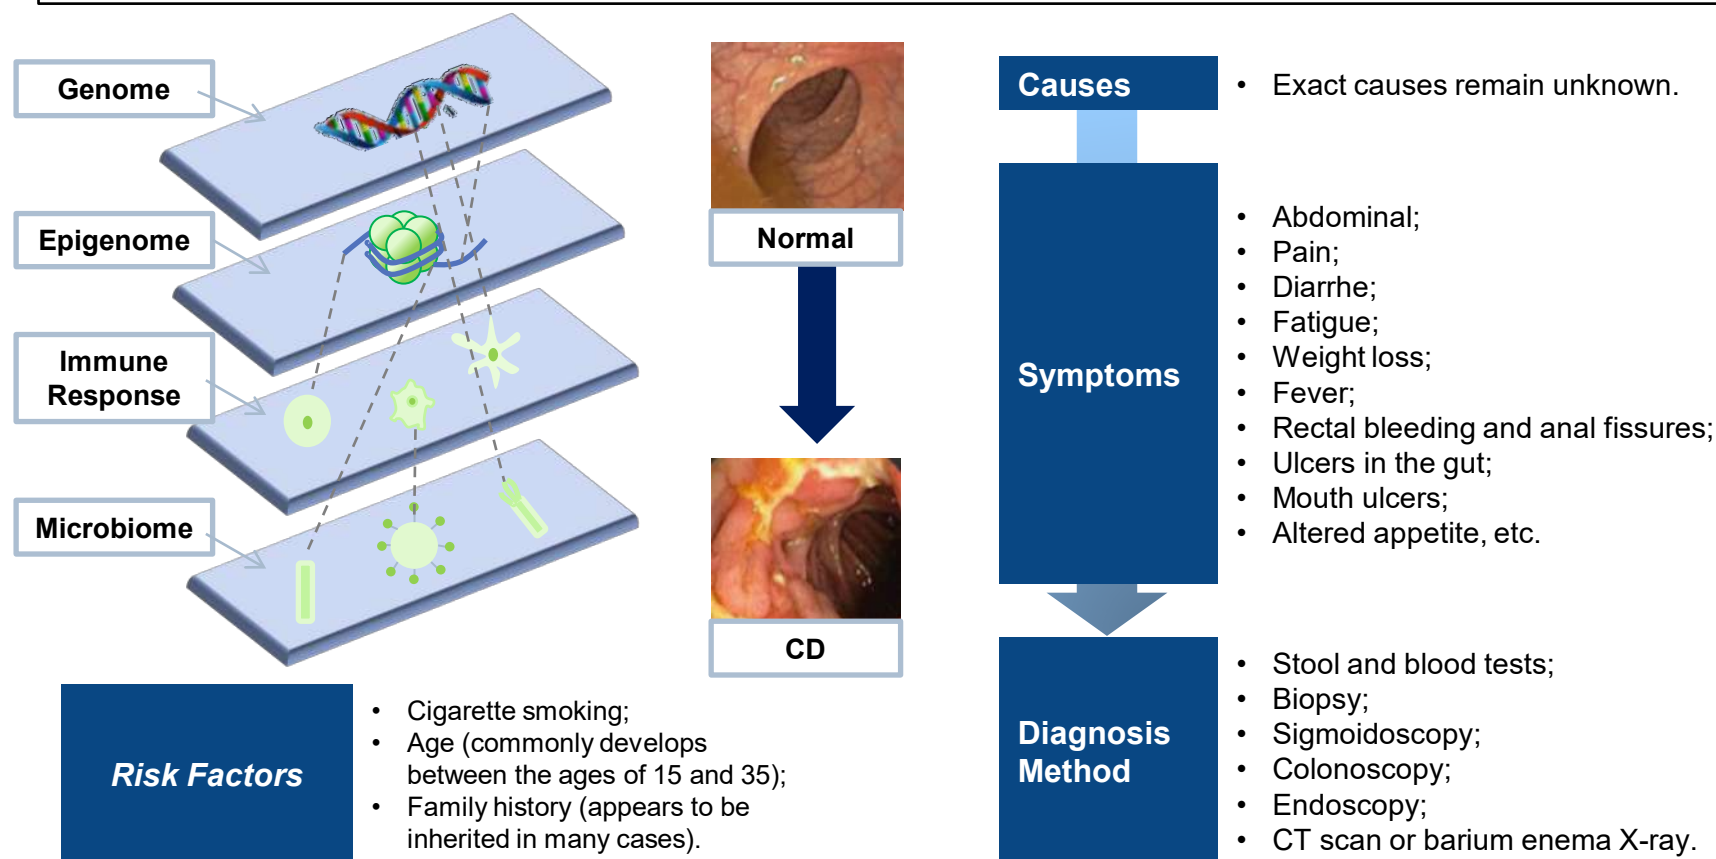 Genome
Epigenome
Immune
Response
Microbiome
Normal
CD
Risk Factors
• Cigarette smoking;
• Age (commonly develops
between the ages of 15 and 35);
• Family history (appears to be
inherited in many cases).
Causes
• Exact causes remain unknown.
Symptoms
• Abdominal;
• Pain;
• Diarrhe;
• Fatigue;
• Weight loss;
• Fever;
• Rectal bleeding and anal fissures;
• Ulcers in the gut;
• Mouth ulcers;
• Altered appetite, etc.
Diagnosis
Method
• Stool and blood tests;
• Biopsy;
• Sigmoidoscopy;
• Colonoscopy;
• Endoscopy;
• CT scan or barium enema X-ray.